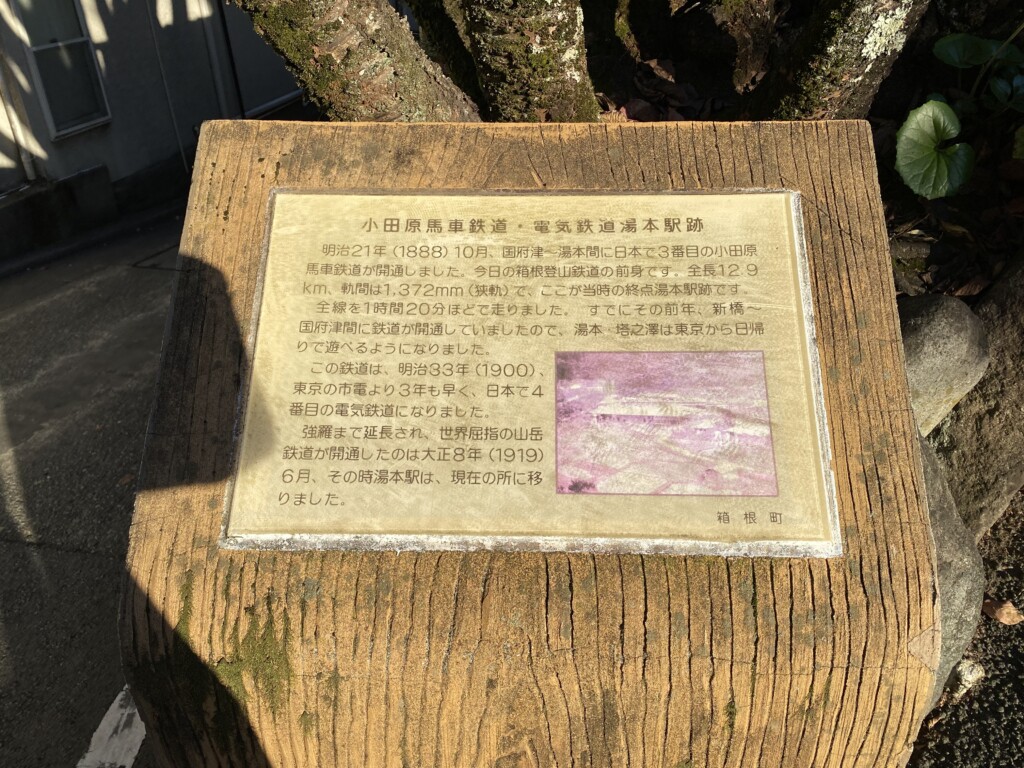 小田原馬車鉄道・電気鉄道湯本駅跡
明治21年（1888）10月、国府津～湯本間に日本で3番目の小田原
馬車鉄道が開通しました。今日の箱根登山鉄道の前身です。全長12.9
km、軌間は1,372mm（狭軌）で、ここが当時の終点湯本駅跡です。
全線を1時間20分ほどで走りました。すでにその前年、新橋～
国府津間に鉄道が開通していましたので、湯本・塔之澤は東京から日帰
りで遊べるようになりました。
この鉄道は、明治33年（1900）、
東京の市電より3年も早く、日本で4
番目の電気鉄道になりました。
強羅まで延長され、世界屈指の山岳
鉄道が開通したのは大正8年（1919）
6月、その時湯本駅は、現在の所に移
りました。
箱根町